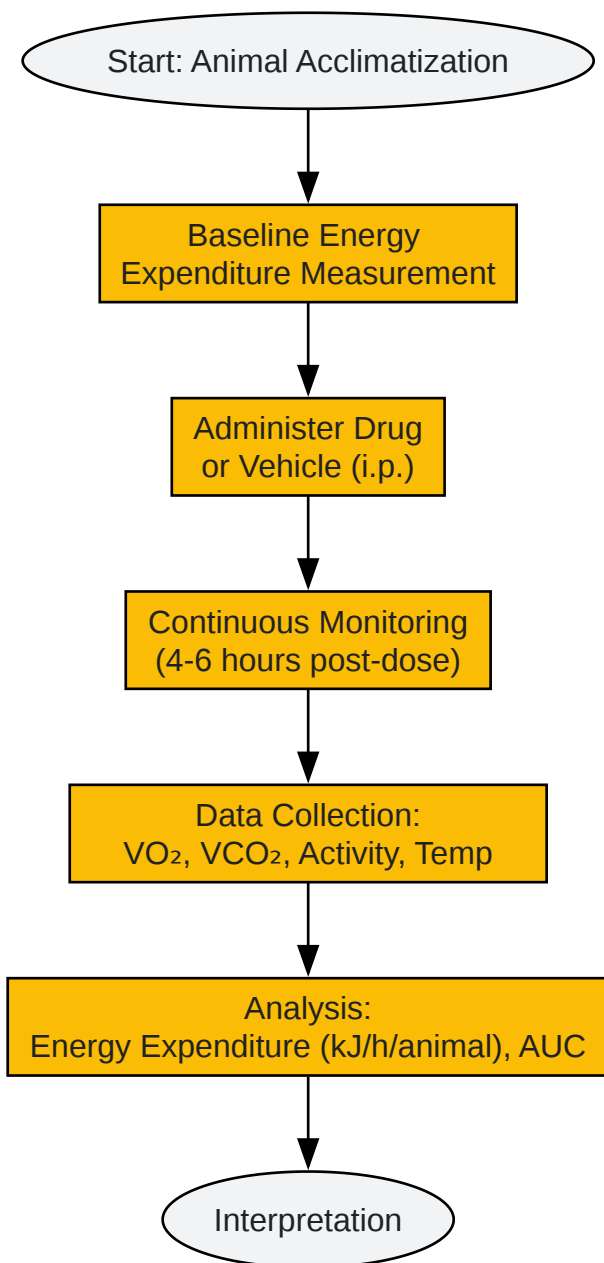 Start: Animal Acclimatization
Baseline Energy
Expenditure Measurement
Administer Drug
or Vehicle (i.p.)
Continuous Monitoring
(4-6 hours post-dose)
Data Collection:
VO₂, VCO₂, Activity, Temp
Analysis:
Energy Expenditure (kJ/h/animal), AUC
Interpretation